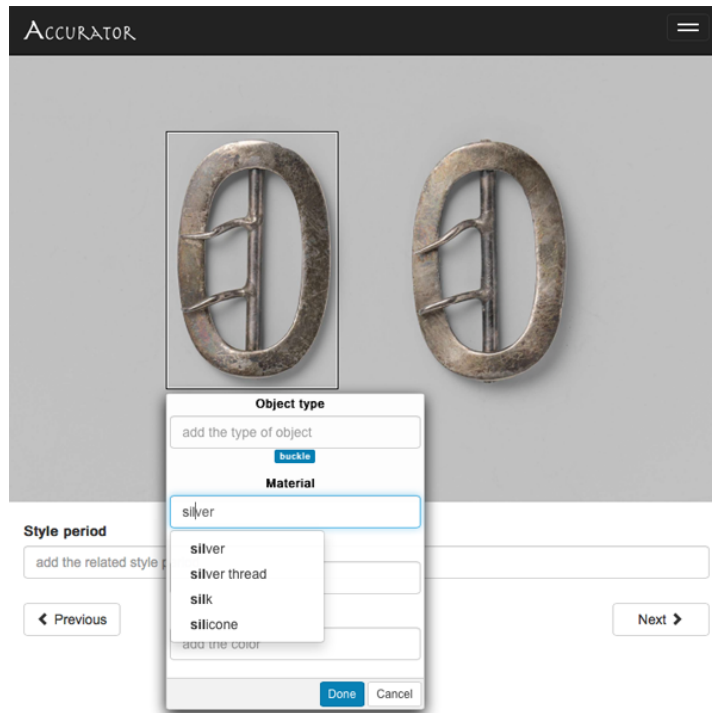 ACCURATOR
Object type
add the type of object
buckle
Material
silver
silver
silver thread
silk
silicone
add the color
Done Cancel
Style period
add the related style p
Previous
Next